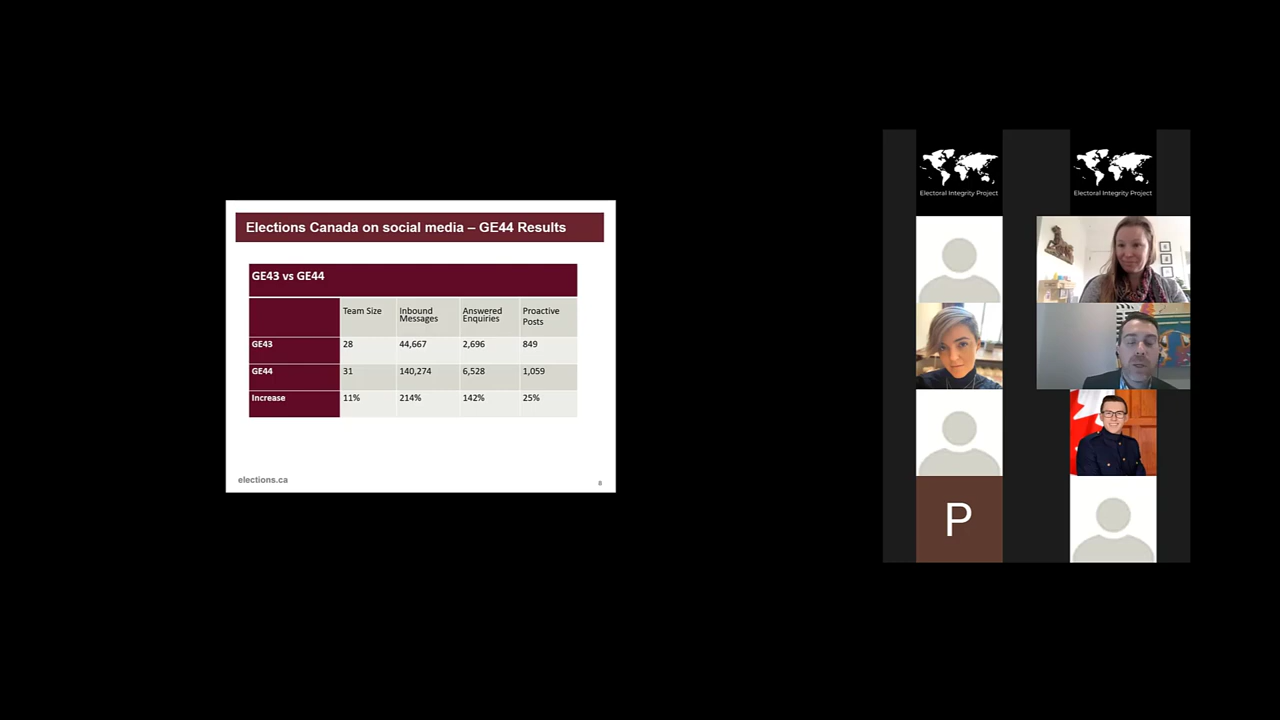 Elections Canada on social media – GE44 Results
GE43 vs GE44
Team Size Inbound Messages Answered Enquiries Proactive Posts
GE43 28 44,667 2,696 849
GE44 31 140,274 6,528 1,059
Increase 11% 214% 142% 25%
elections.ca 8
Electoral Integrity Project
Electoral Integrity Project
P